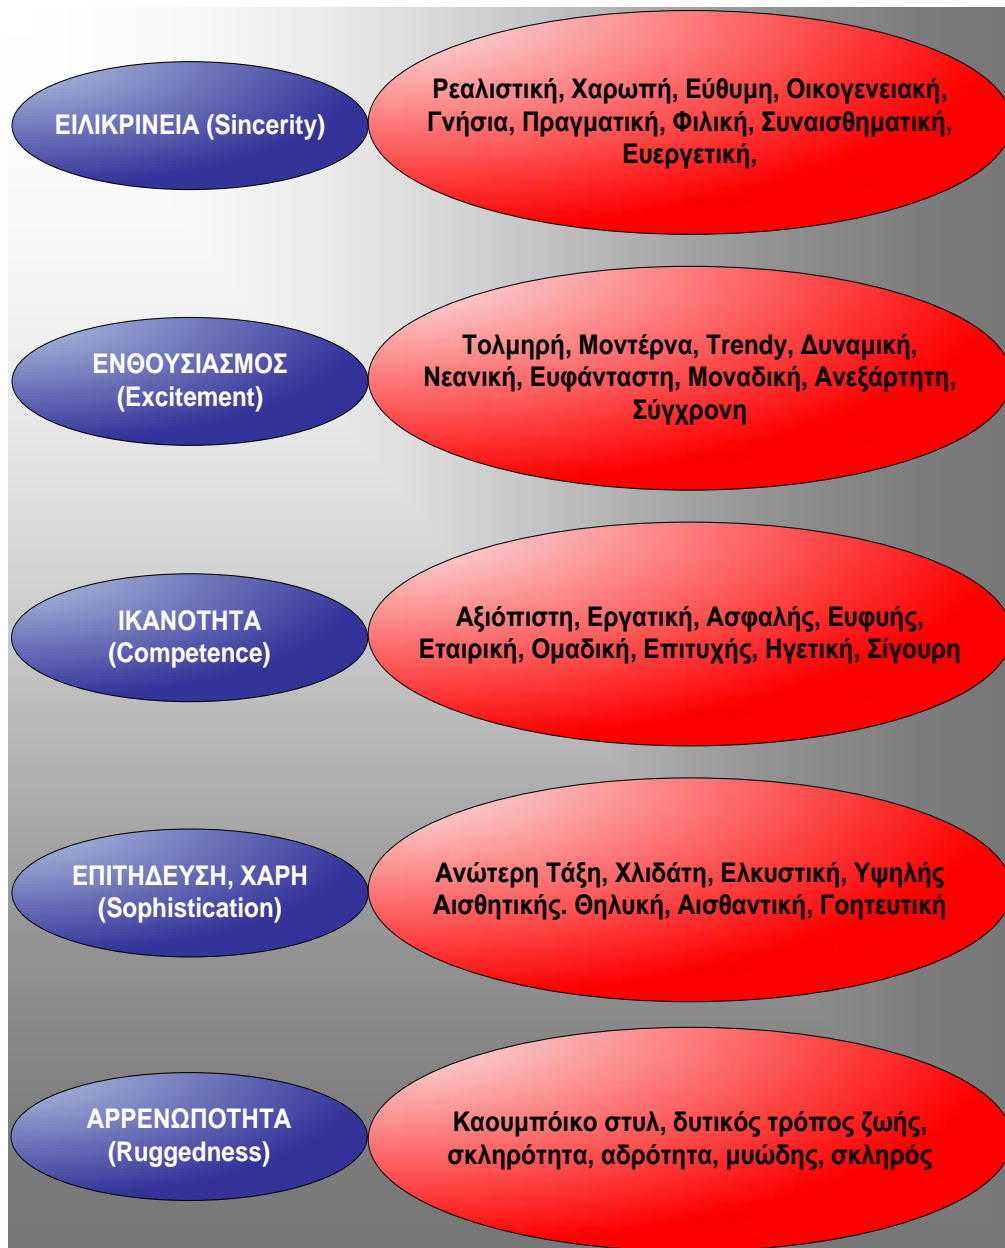 ΕΙΛΙΚΡΙΝΕΙΑ (Sincerity)
Ρεαλιστική, Χαρωπή, Εύθυμη, Οικογενειακή,
Γνήσια, Πραγματική, Φιλική, Συναισθηματική,
Ευεργετική,
ΕΝΘΟΥΣΙΑΣΜΟΣ
(Excitement)
Τολμηρή, Μοντέρνα, Trendy, Δυναμική,
Νεανική, Ευφάνταστη, Μοναδική, Ανεξάρτητη,
Σύγχρονη
ΙΚΑΝΟΤΗΤΑ
(Competence)
Αξιόπιστη, Εργατική, Ασφαλής, Ευφυής,
Εταιρική, Ομαδική, Επιτυχής, Ηγετική, Σίγουρη
ΕΠΙΤΗΔΕΥΣΗ, ΧΑΡΗ
(Sophistication)
Ανώτερη Τάξη, Χλιδάτη, Ελκυστική, Υψηλής
Αισθητικής. Θηλυκή, Αισθαντική, Γοητευτική
ΑΡΡΕΝΩΠΟΤΗΤΑ
(Ruggedness)
Καουμπόικο στυλ, δυτικός τρόπος ζωής,
σκληρότητα, αδρότητα, μυώδης, σκληρός